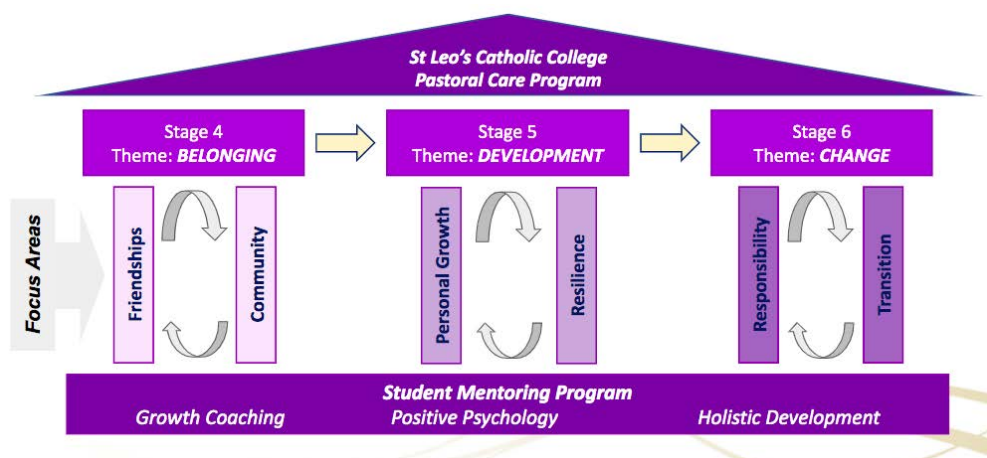 St Leo's Catholic College
Pastoral Care Program
Stage 4
Theme: BELONGING
Stage 5
Theme: DEVELOPMENT
Stage 6
Theme: CHANGE
Focus Areas
Friendships
Community
Personal Growth
Resilience
Responsibility
Transition
Student Mentoring Program
Growth Coaching
Positive Psychology
Holistic Development